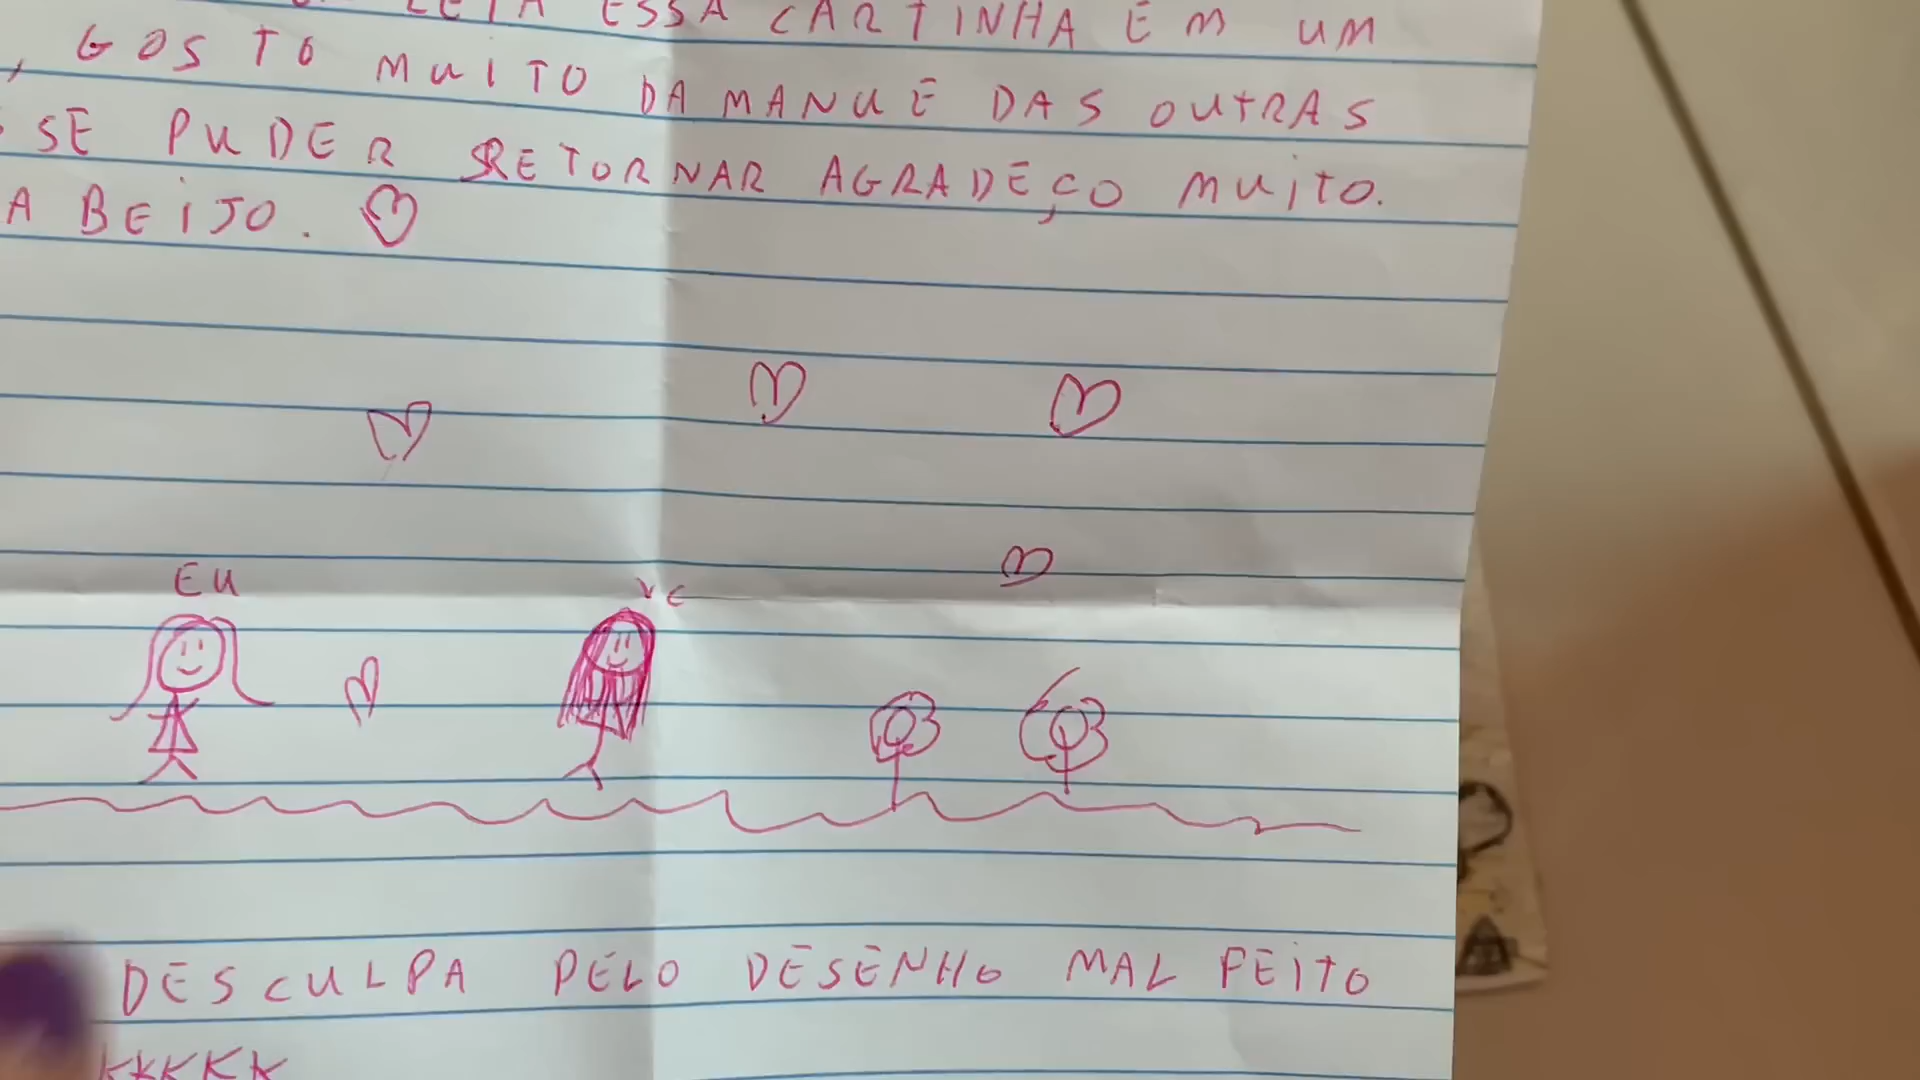 LEIA ESSA CARTINHA EM UM
, GOSTO MUITO DA MANU E DAS OUTRAS
SE PUDER RETORNAR AGRADEÇO MUITO.
A BEIJO.
EU
VC
DESCULPA PELO DESENHO MAL FEITO
KKKKK